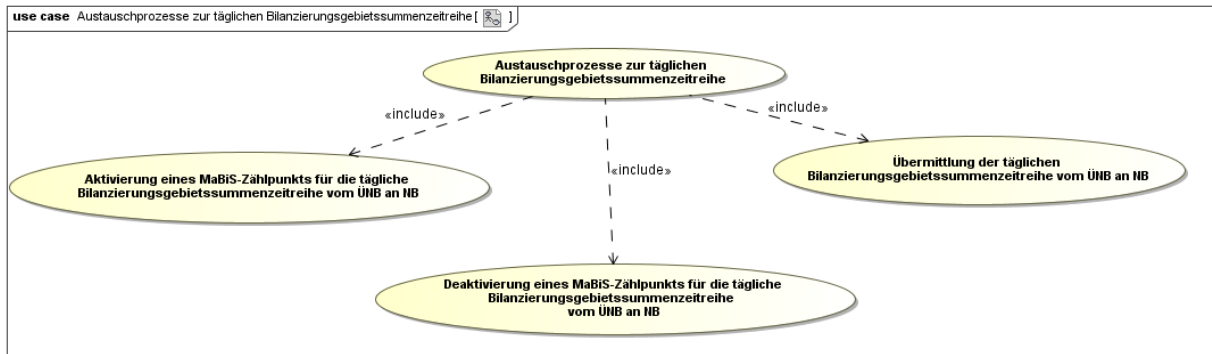 use case Austauschprozesse zur täglichen Bilanzierungsgebietssummenzeitreihe [ ]
Austauschprozesse zur täglichen
Bilanzierungsgebietssummenzeitreihe
«include»
«include»
«include»
Aktivierung eines MaBiS-Zählpunkts für die tägliche
Bilanzierungsgebietssummenzeitreihe vom ÜNB an NB
Übermittlung der täglichen
Bilanzierungsgebietssummenzeitreihe vom ÜNB an NB
Deaktivierung eines MaBiS-Zählpunkts für die tägliche
Bilanzierungsgebietssummenzeitreihe
vom ÜNB an NB